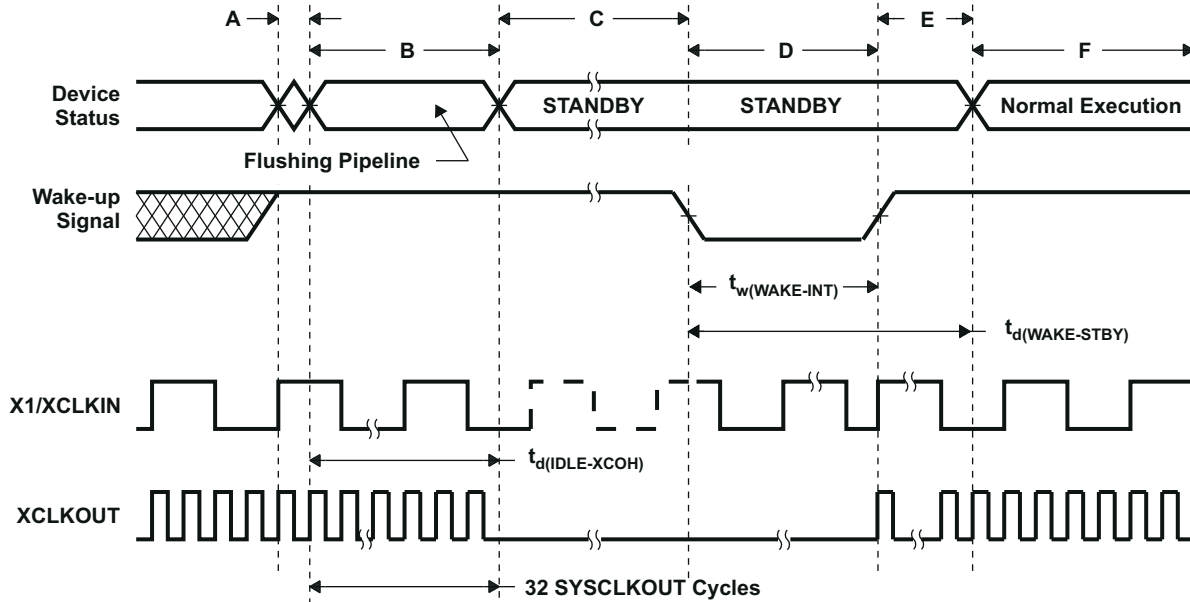 A
C
E
B
D
F
Device
Status
STANDBY
STANDBY
Normal Execution
Flushing Pipeline
Wake-up
Signal
tw(WAKE-INT)
td(WAKE-STBY)
X1/XCLKIN
td(IDLE-XCOH)
XCLKOUT
32 SYSCLKOUT Cycles